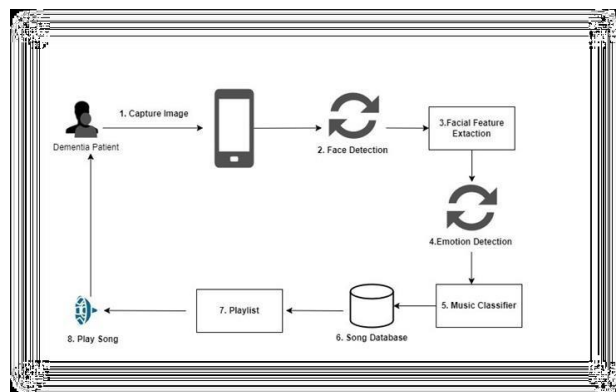 1. Capture Image
Dementia Patient
2. Face Detection
3.Facial Feature
Extaction
4.Emotion Detection
5. Music Classifier
6. Song Database
7. Playlist
8. Play Song